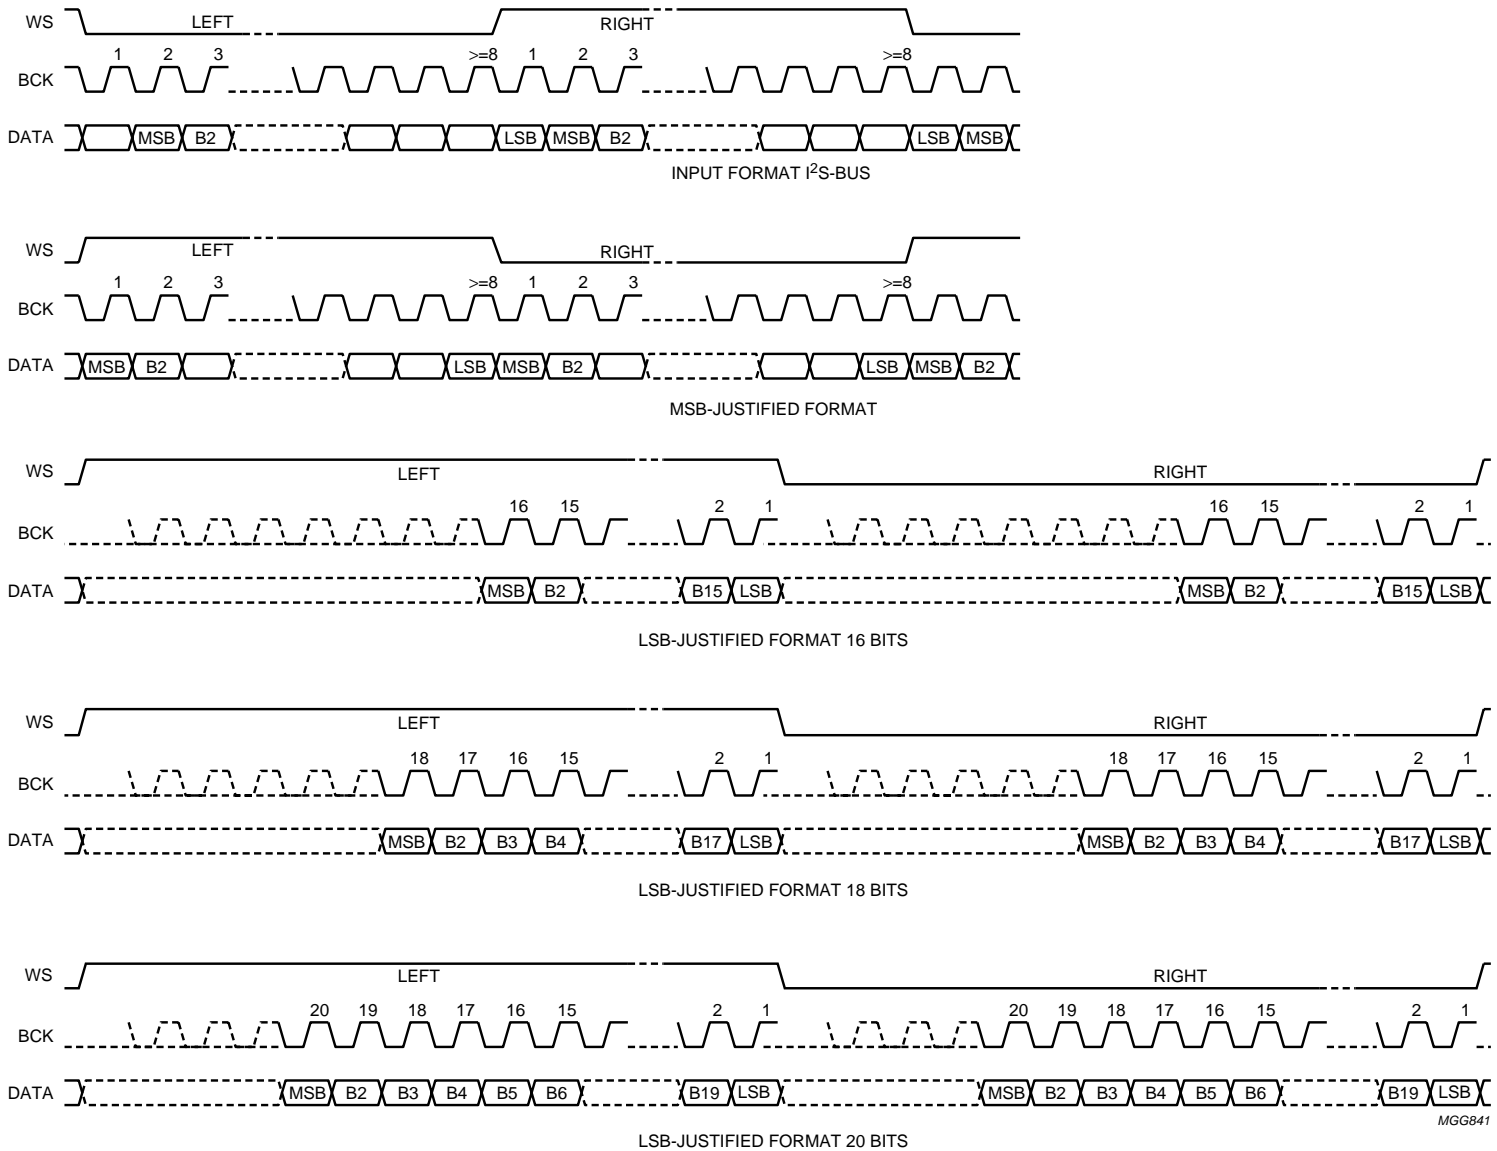 WS LEFT RIGHT
1 2 3 >=8 1 2 3 >=8
BCK
DATA MSB B2 LSB MSB B2 LSB MSB
INPUT FORMAT I2S-BUS
WS LEFT RIGHT
1 2 3 >=8 1 2 3 >=8
BCK
DATA MSB B2 LSB MSB B2 LSB MSB B2
MSB-JUSTIFIED FORMAT
WS LEFT RIGHT
16 15 2 1 16 15 2 1
BCK
DATA MSB B2 B15 LSB MSB B2 B15 LSB
LSB-JUSTIFIED FORMAT 16 BITS
WS LEFT RIGHT
18 17 16 15 2 1 18 17 16 15 2 1
BCK
DATA MSB B2 B3 B4 B17 LSB MSB B2 B3 B4 B17 LSB
LSB-JUSTIFIED FORMAT 18 BITS
WS LEFT RIGHT
20 19 18 17 16 15 2 1 20 19 18 17 16 15 2 1
BCK
DATA MSB B2 B3 B4 B5 B6 B19 LSB MSB B2 B3 B4 B5 B6 B19 LSB
MGG841
LSB-JUSTIFIED FORMAT 20 BITS